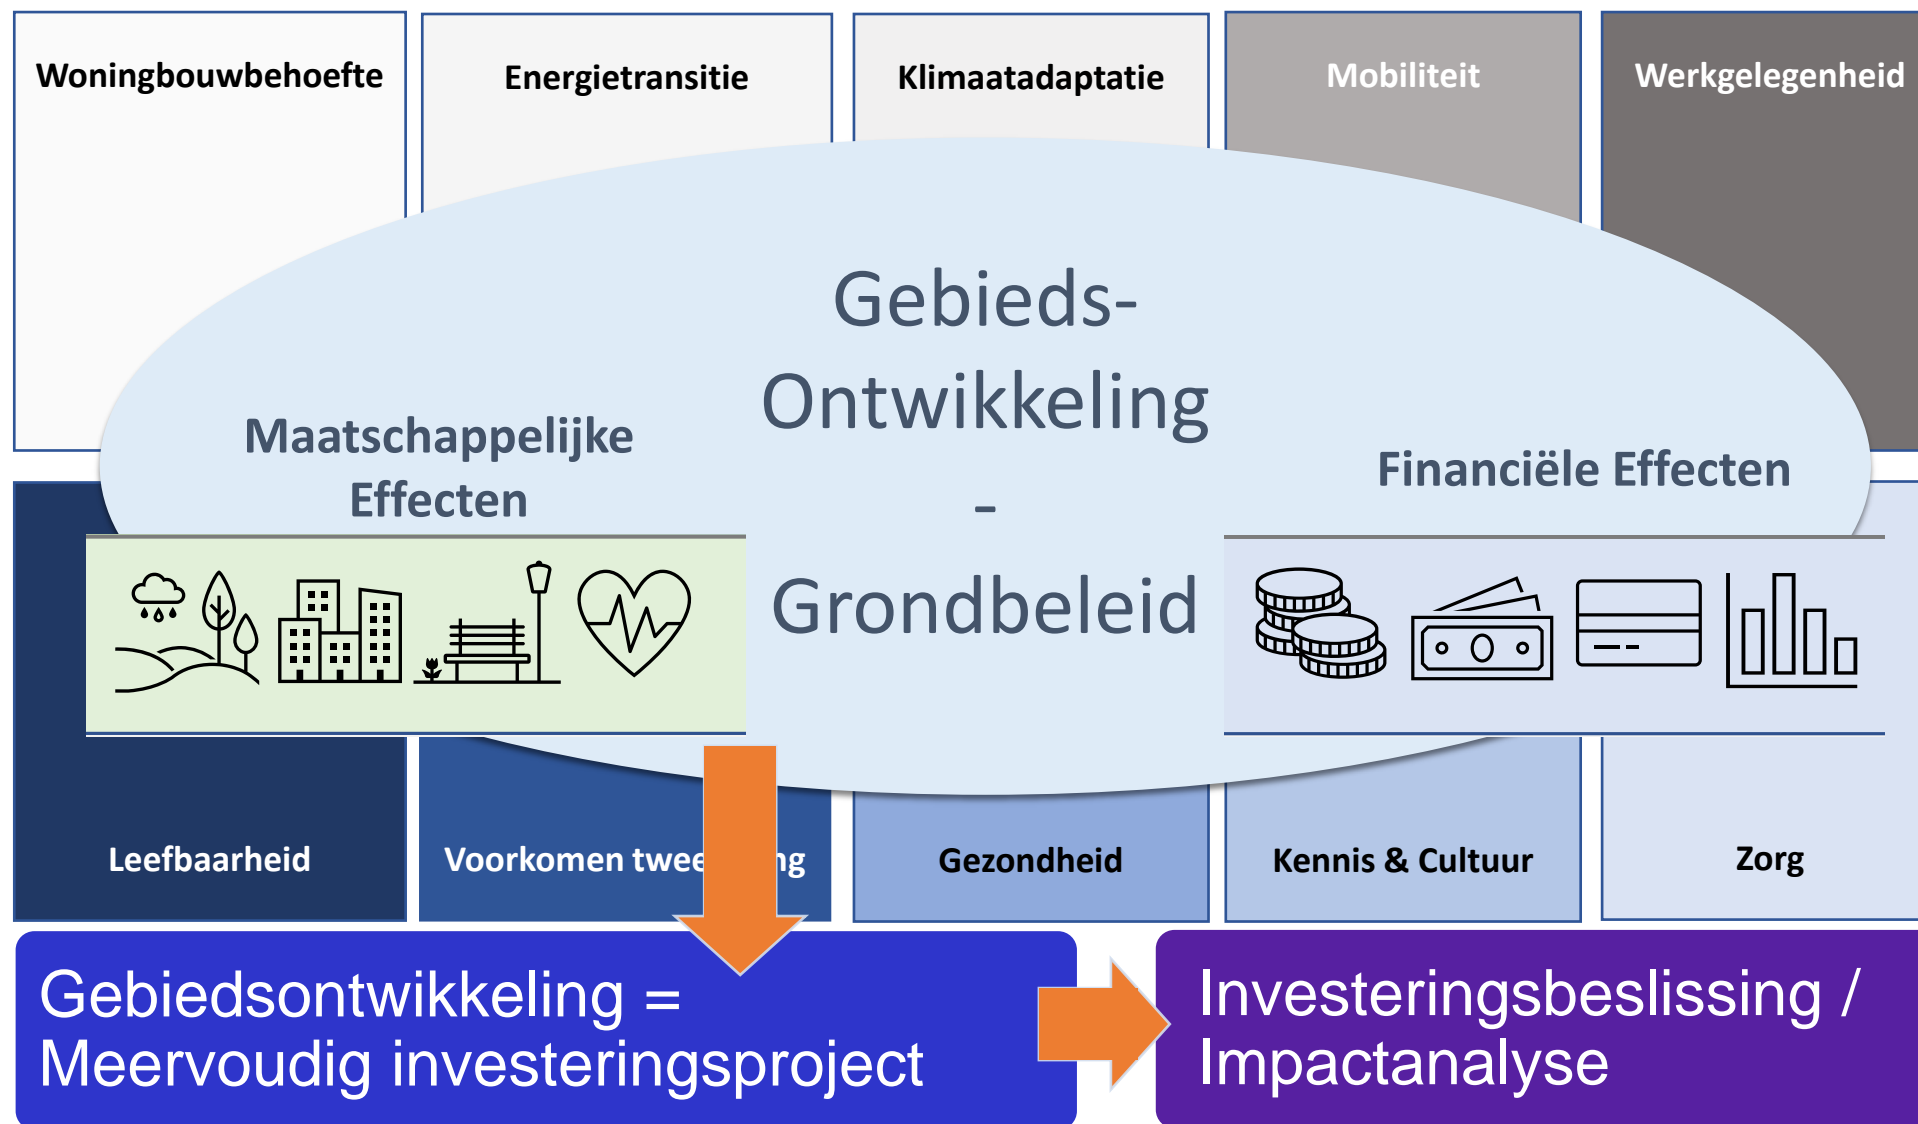 Woningbouwbehoefte
Energietransitie
Klimaatadaptatie
Mobiliteit
Werkgelegenheid
Gebieds-
Ontwikkeling
-
Grondbeleid
Maatschappelijke
Effecten
Financiële Effecten
Leefbaarheid
Voorkomen
Gezondheid
Kennis & Cultuur
Zorg
Gebiedsontwikkeling =
Meervoudig investeringsproject
Investeringsbeslissing /
Impactanalyse